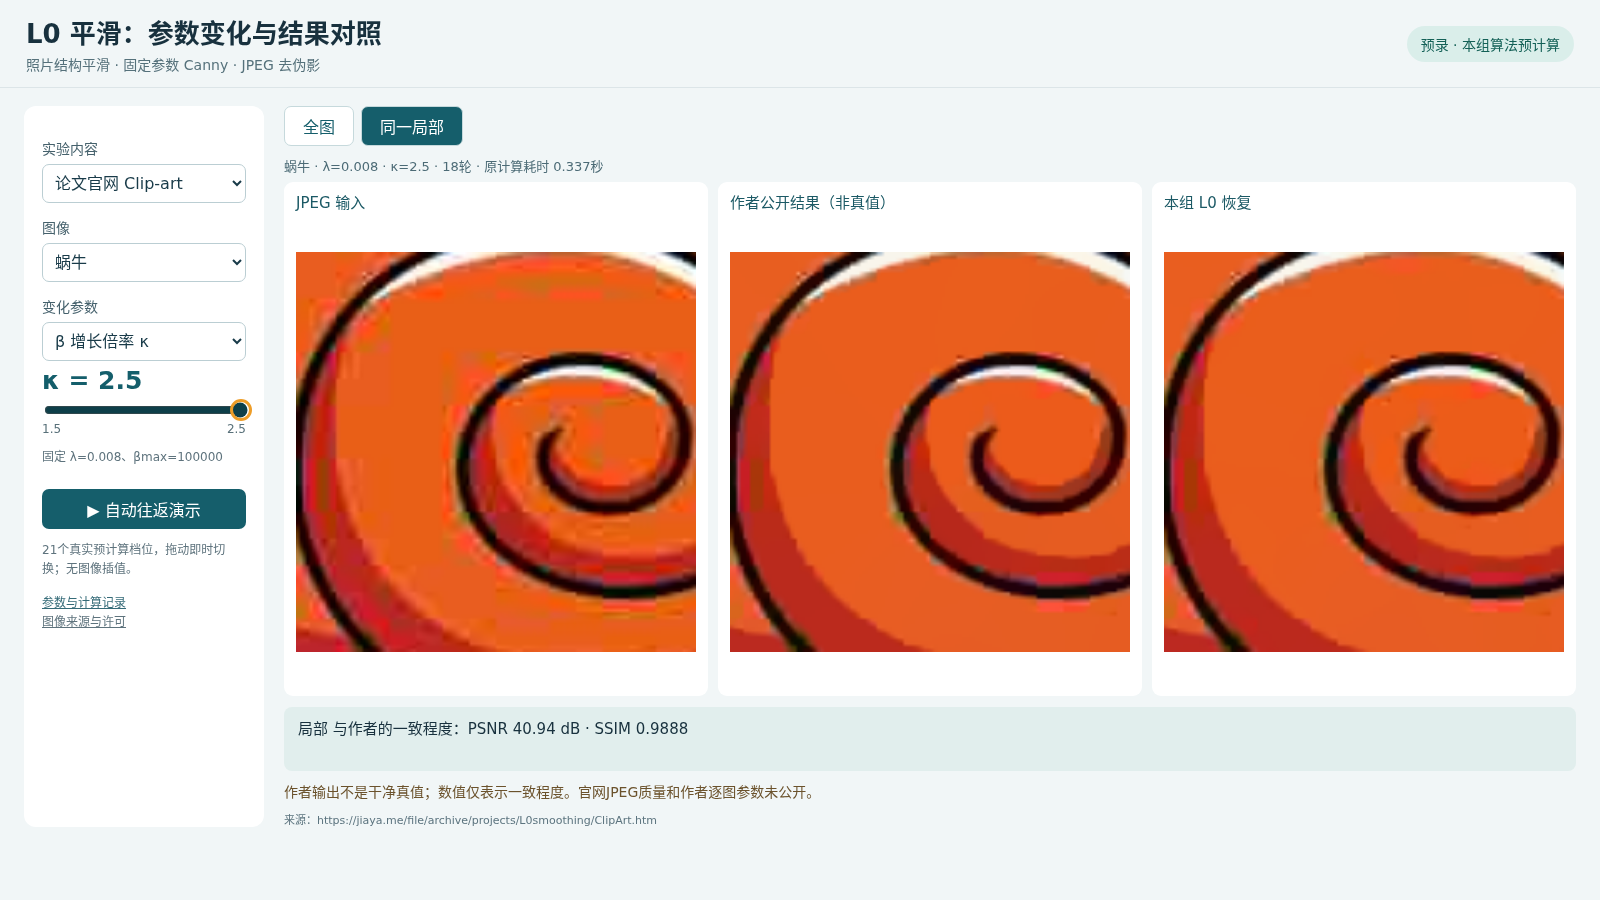 L0 平滑：参数变化与结果对照
照片结构平滑 · 固定参数 Canny · JPEG 去伪影
预录 · 本组算法预计算
实验内容
论文官网 Clip-art
图像
蜗牛
变化参数
β 增长倍率 κ
κ = 2.5
1.5
2.5
固定 λ=0.008、βmax=100000
▶ 自动往返演示
21个真实预计算档位，拖动即时切
换；无图像插值。
参数与计算记录
图像来源与许可
全图
同一局部
蜗牛 · λ=0.008 · κ=2.5 · 18轮 · 原计算耗时 0.337秒
JPEG 输入
作者公开结果（非真值）
本组 L0 恢复
局部 与作者的一致程度：PSNR 40.94 dB · SSIM 0.9888
作者输出不是干净真值；数值仅表示一致程度。官网JPEG质量和作者逐图参数未公开。
来源：https://jiaya.me/file/archive/projects/L0smoothing/ClipArt.htm